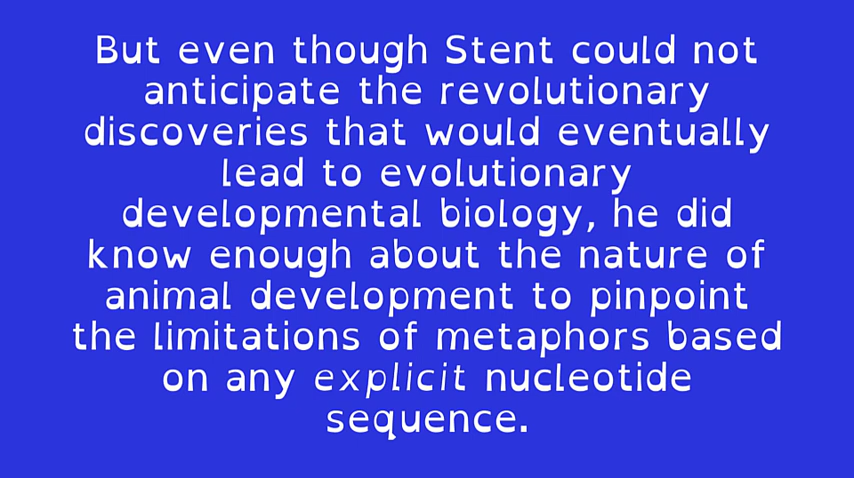 But even though Stent could not
anticipate the revolutionary
discoveries that would eventually
lead to evolutionary
developmental biology, he did
know enough about the nature of
animal development to pinpoint
the limitations of metaphors based
on any explicit nucleotide
sequence.